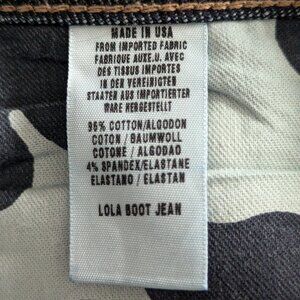 MADE IN USA
FROM IMPORTED FABRIC
FABRIQUE AUX E.U. AVEC
DES TISSUS IMPORTES
IN DEN VEREINIGTEN
STAATEN AUS IMPORTIERTER
WARE HERGESTELLT
96% COTTON/ALGODON
COTON / BAUMWOLL
COTONE / ALGODAO
4% SPANDEX/ELASTANE
ELASTANO / ELASTAN
LOLA BOOT JEAN